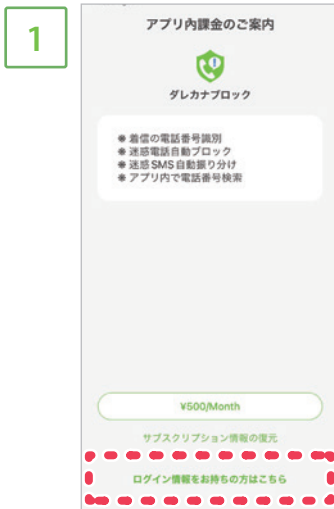 1
アプリ内課金のご案内
ダレカナブロック
※ 着信の電話番号識別
※ 迷惑電話自動ブロック
※ 迷惑SMS自動振り分け
※ アプリ内で電話番号検索
¥500/Month
サブスクリプション情報の復元
ログイン情報をお持ちの方はこちら